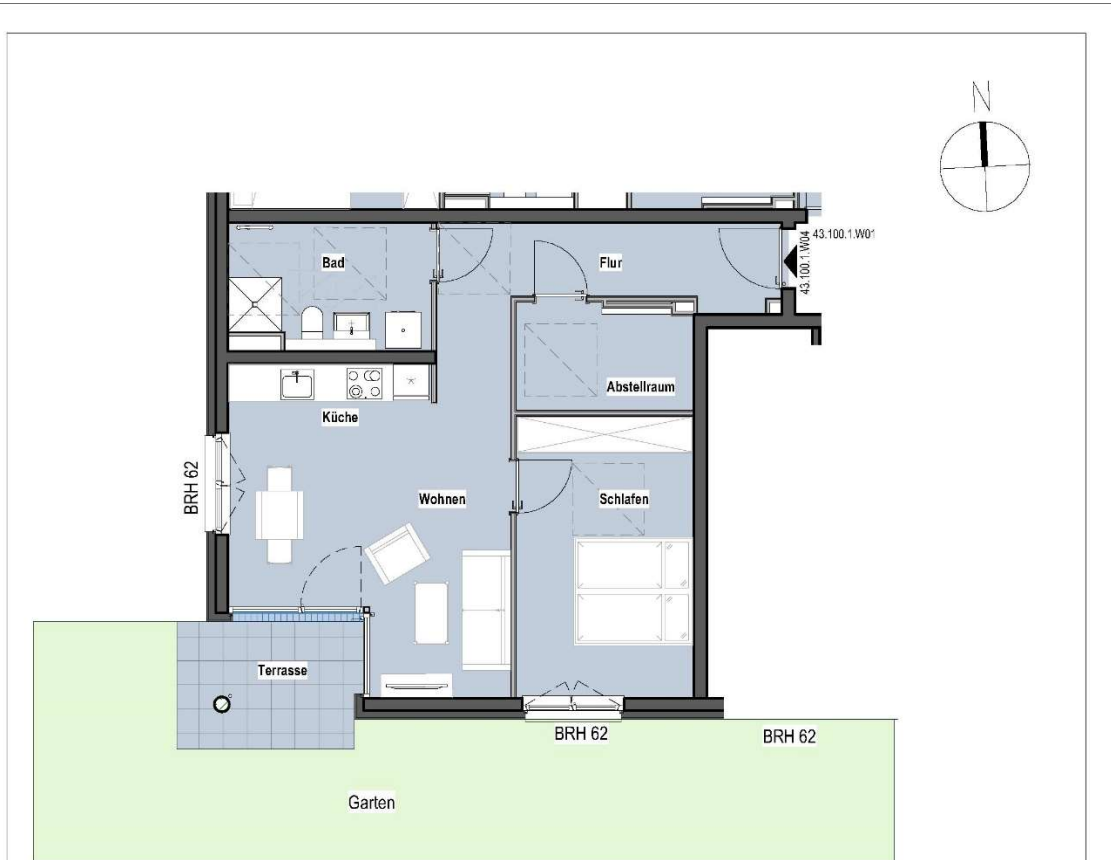 N
43.100.1.W04
43.100.1.W01
Bad
Flur
Abstellraum
Küche
BRH 62
Wohnen
Schlafen
Terrasse
BRH 62
BRH 62
Garten